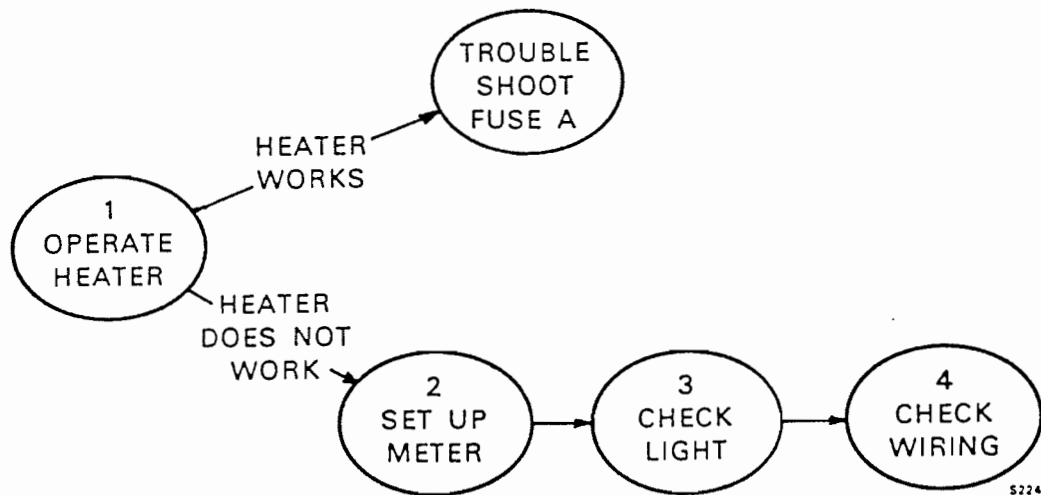 TROUBLE
SHOOT
FUSE A
HEATER
WORKS
1
OPERATE
HEATER
HEATER
DOES NOT
WORK
2
SET UP
METER
3
CHECK
LIGHT
4
CHECK
WIRING
S224